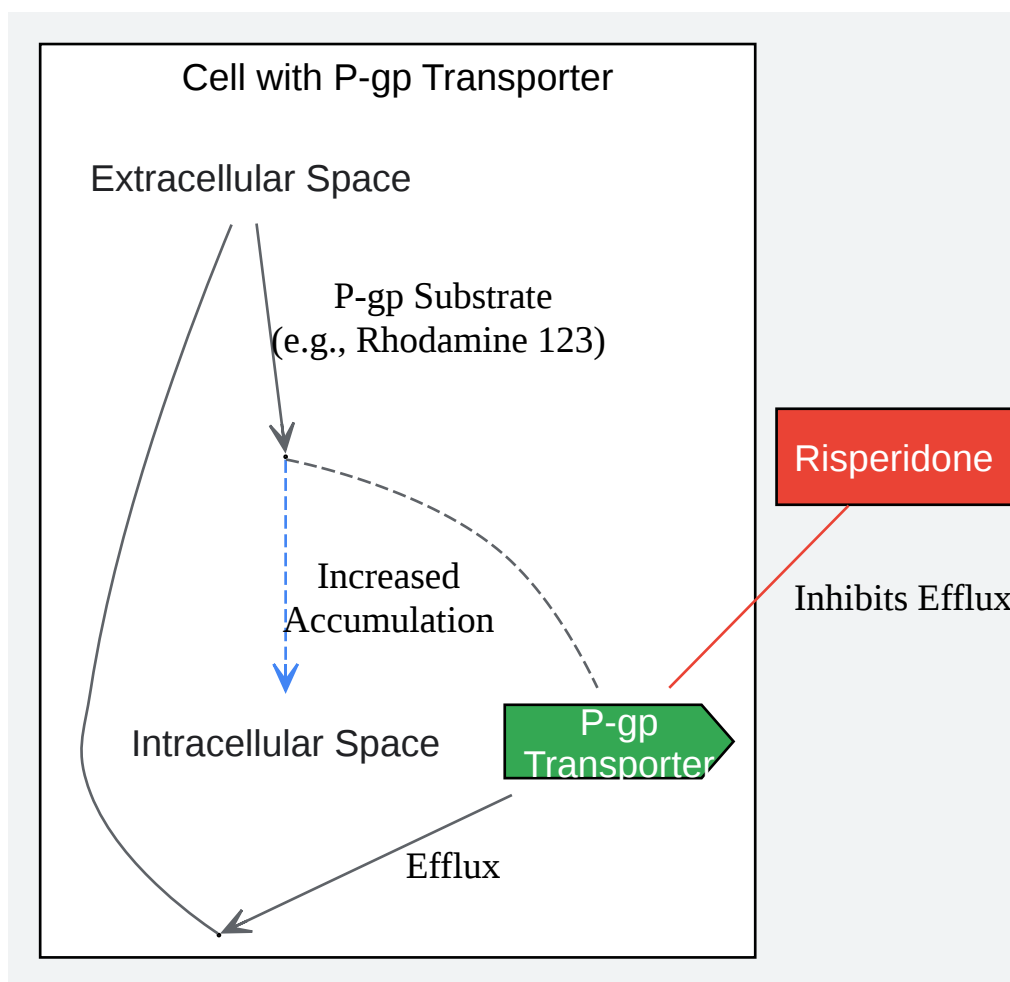 Cell with P-gp Transporter
Extracellular Space
P-gp Substrate
(e.g., Rhodamine 123)
Risperidone
Increased
Accumulation
Inhibits Efflux
Intracellular Space
P-gp
Transporter
Efflux